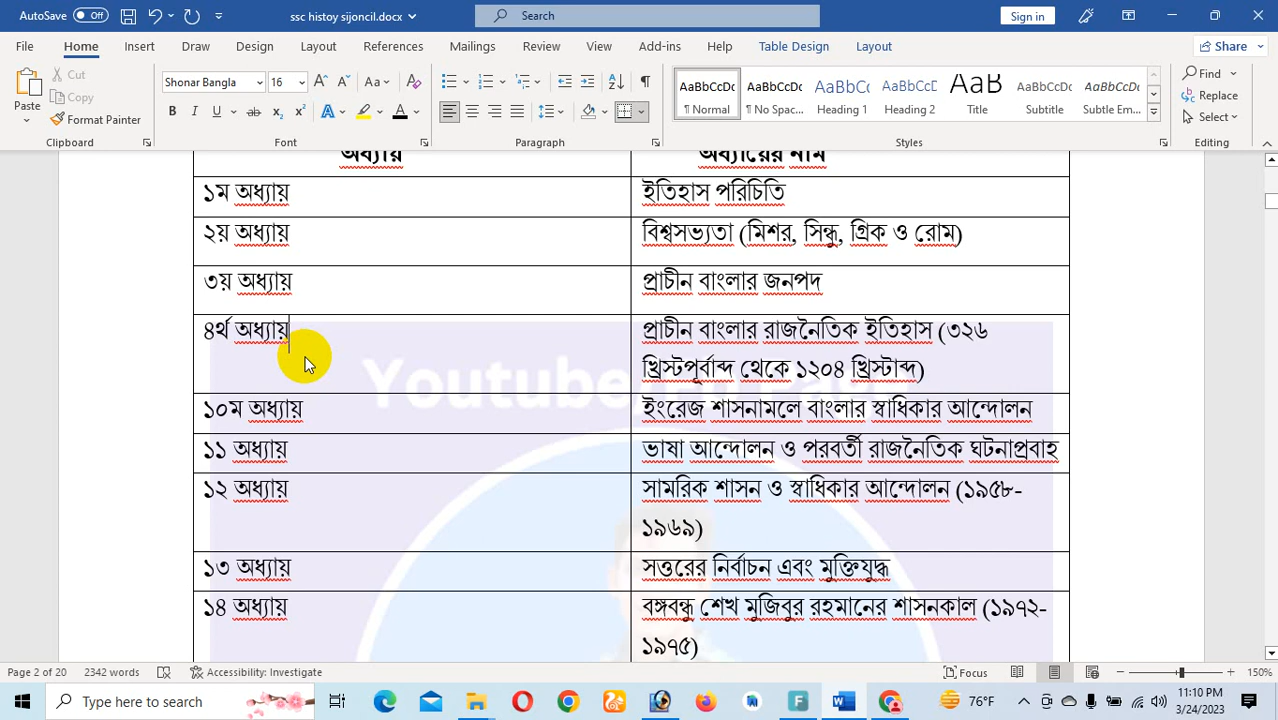 AutoSave Off
ssc histoy sijoncil.docx
Search
Sign in
File Home Insert Draw Design Layout References Mailings Review View Add-ins Help Table Design Layout Share
Paste
Cut
Copy
Format Painter
Clipboard
Shonar Bangla 16
Font
Paragraph
AaBbCcDc
¶ Normal
AaBbCcDc
¶ No Spac...
AaBbCc
Heading 1
AaBbCcD
Heading 2
AaB
Title
AaBbCcD
Subtitle
AaBbCcDc
Subtle Em...
Styles
Find
Replace
Select
Editing
অধ্যায় অধ্যায়ের নাম
১ম অধ্যায় ইতিহাস পরিচিতি
২য় অধ্যায় বিশ্বসভ্যতা (মিশর, সিন্ধু, গ্রিক ও রোম)
৩য় অধ্যায় প্রাচীন বাংলার জনপদ
৪র্থ অধ্যায় প্রাচীন বাংলার রাজনৈতিক ইতিহাস (৩২৬
খ্রিস্টপূর্বাব্দ থেকে ১২০৪ খ্রিস্টাব্দ)
১০ম অধ্যায় ইংরেজ শাসনামলে বাংলার স্বাধিকার আন্দোলন
১১ অধ্যায় ভাষা আন্দোলন ও পরবর্তী রাজনৈতিক ঘটনাপ্রবাহ
১২ অধ্যায় সামরিক শাসন ও স্বাধিকার আন্দোলন (১৯৫৮-
১৯৬৯)
১৩ অধ্যায় সত্তরের নির্বাচন এবং মুক্তিযুদ্ধ
১৪ অধ্যায় বঙ্গবন্ধু শেখ মুজিবুর রহমানের শাসনকাল (১৯৭২-
১৯৭৫)
Page 2 of 20 2342 words Accessibility: Investigate Focus 150%
Type here to search
76°F
11:10 PM
3/24/2023